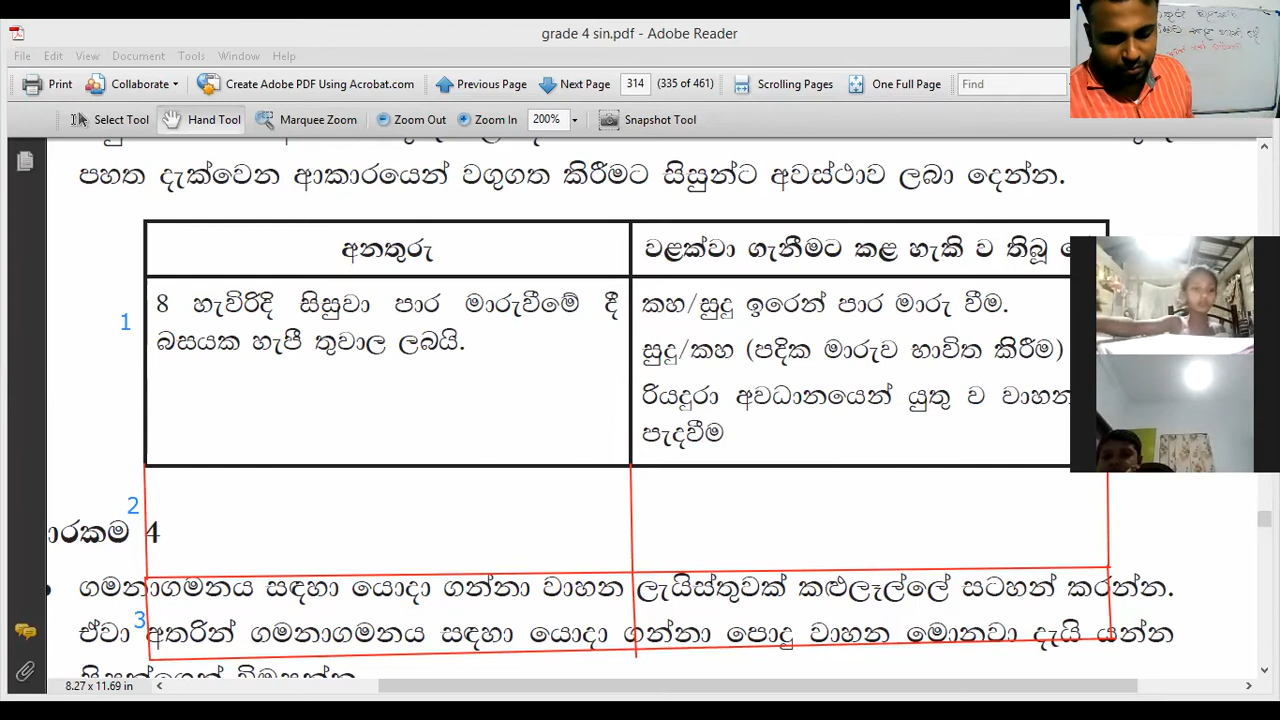 grade 4 sin.pdf - Adobe Reader
File Edit View Document Tools Window Help
Print Collaborate Create Adobe PDF Using Acrobat.com Previous Page Next Page 314 (335 of 461) Scrolling Pages One Full Page Find
Select Tool Hand Tool Marquee Zoom Zoom Out Zoom In 200% Snapshot Tool
පහත දැක්වෙන ආකාරයෙන් වගුගත කිරීමට සිසුන්ට අවස්ථාව ලබා දෙන්න.
අනතුරු
වළක්වා ගැනීමට කළ හැකි ව තිබූ
1
8 හැවිරිදි සිසුවා පාර මාරුවීමේ දී
බසයක හැපී තුවාල ලබයි.
කහ/සුදු ඉරෙන් පාර මාරු වීම.
සුදු/කහ (පදික මාරුව භාවිත කිරීම)
රියදුරා අවධානයෙන් යුතු ව වාහන
පැදවීම
2
ාරකම 4
ගමනාගමනය සඳහා යොදා ගන්නා වාහන ලැයිස්තුවක් කළුලෑල්ලේ සටහන් කරන්න.
3
ඒවා අතරින් ගමනාගමනය සඳහා යොදා ගන්නා පොදු වාහන මොනවා දැයි යන්න
8.27 x 11.69 in